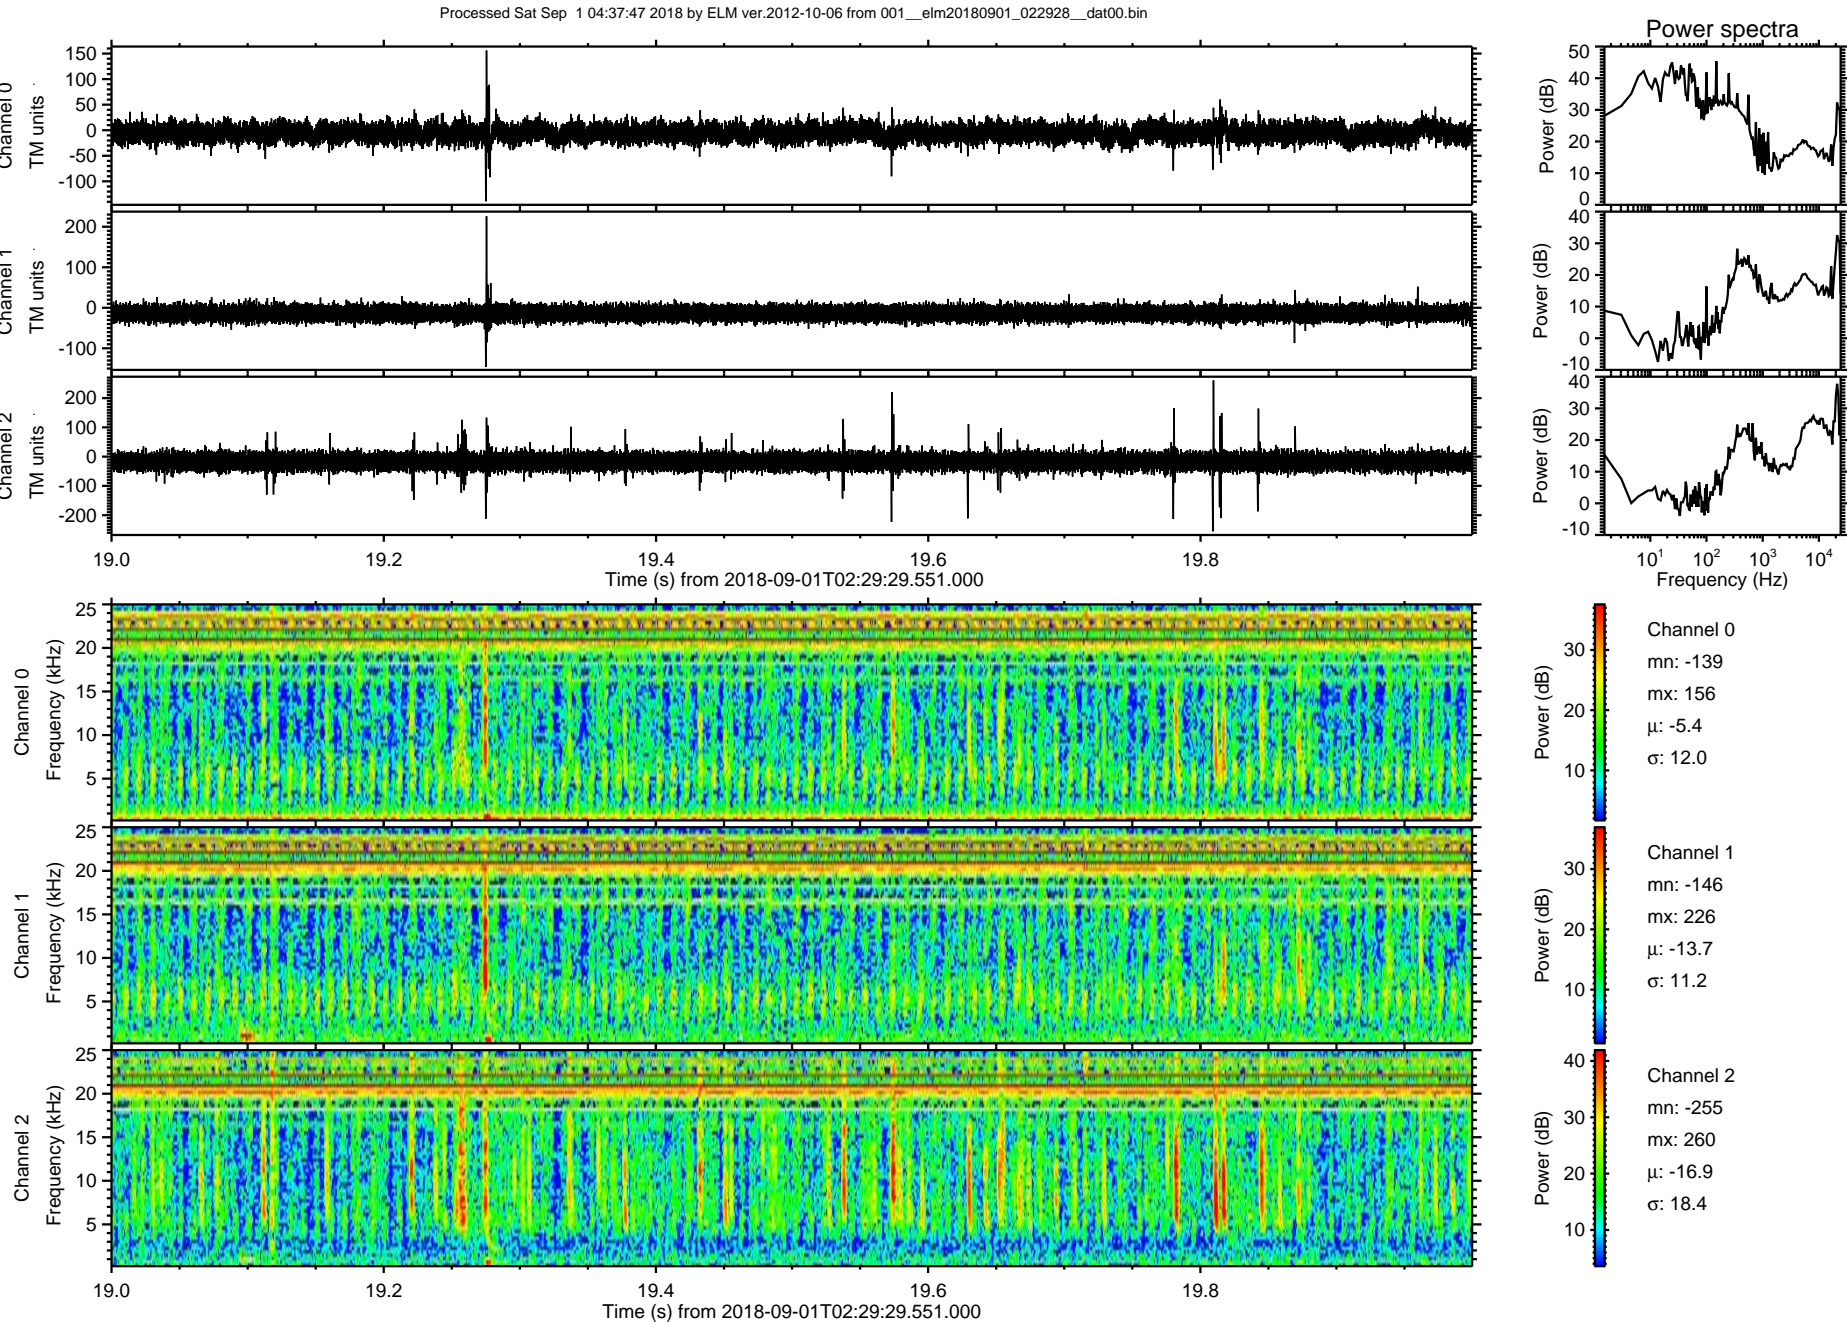 Processed Sat Sep 1 04:37:47 2018 by ELM ver.2012-10-06 from 001__elm20180901_022928__dat00.bin
Power spectra
Channel 0
TM units
150
100
50
0
-50
-100
Power (dB)
50
40
30
20
10
0
Channel 1
TM units
200
100
0
-100
Power (dB)
40
30
20
10
0
-10
Channel 2
TM units
200
100
0
-100
-200
Power (dB)
40
30
20
10
0
-10
19.0 19.2 19.4 19.6 19.8
Time (s) from 2018-09-01T02:29:29.551.000
10^1 10^2 10^3 10^4
Frequency (Hz)
Channel 0
Frequency (kHz)
25
20
15
10
5
Power (dB)
30
20
10
Channel 0
mn: -139
mx: 156
μ: -5.4
σ: 12.0
Channel 1
Frequency (kHz)
25
20
15
10
5
Power (dB)
30
20
10
Channel 1
mn: -146
mx: 226
μ: -13.7
σ: 11.2
Channel 2
Frequency (kHz)
25
20
15
10
5
Power (dB)
40
30
20
10
Channel 2
mn: -255
mx: 260
μ: -16.9
σ: 18.4
19.0 19.2 19.4 19.6 19.8
Time (s) from 2018-09-01T02:29:29.551.000